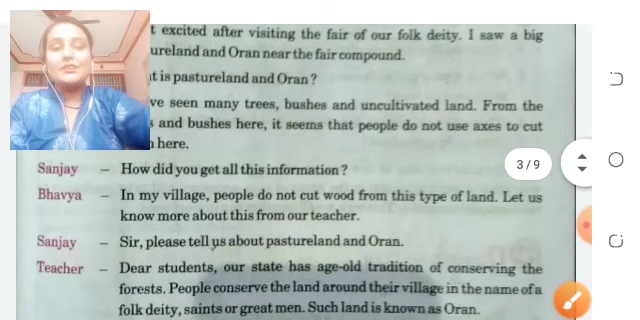 t excited after visiting the fair of our folk deity. I saw a big
ureland and Oran near the fair compound.
t is pastureland and Oran?
ve seen many trees, bushes and uncultivated land. From the
s and bushes here, it seems that people do not use axes to cut
here.
3 / 9
Sanjay – How did you get all this information?
Bhavya – In my village, people do not cut wood from this type of land. Let us
know more about this from our teacher.
Sanjay – Sir, please tell us about pastureland and Oran.
Teacher – Dear students, our state has age-old tradition of conserving the
forests. People conserve the land around their village in the name of a
folk deity, saints or great men. Such land is known as Oran.